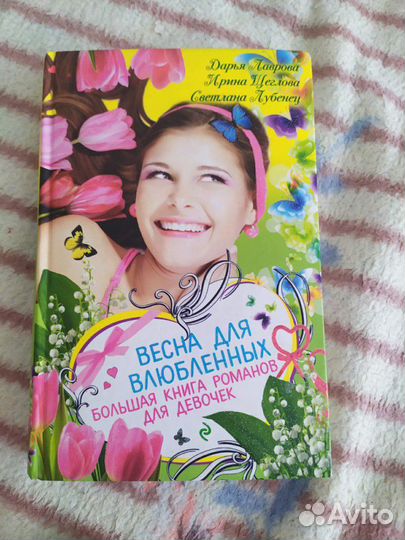 Дарья Лаврова
Ирина Щеглова
Светлана Лубенец
ВЕСНА ДЛЯ
ВЛЮБЛЕННЫХ
БОЛЬШАЯ КНИГА РОМАНОВ
ДЛЯ ДЕВОЧЕК
Avito